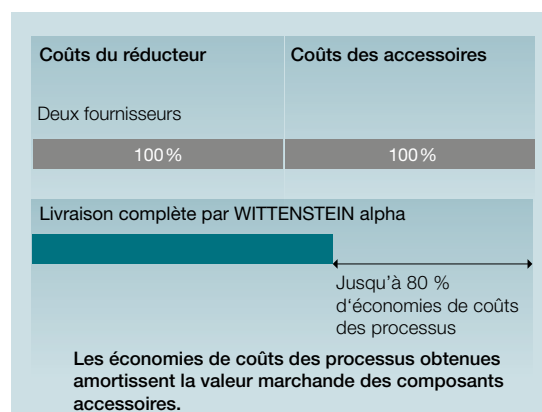 Coûts du réducteur
Coûts des accessoires
Deux fournisseurs
100 %
100 %
Livraison complète par WITTENSTEIN alpha
Jusqu'à 80 %
d'économies de coûts
des processus
Les économies de coûts des processus obtenues
amortissent la valeur marchande des composants
accessoires.